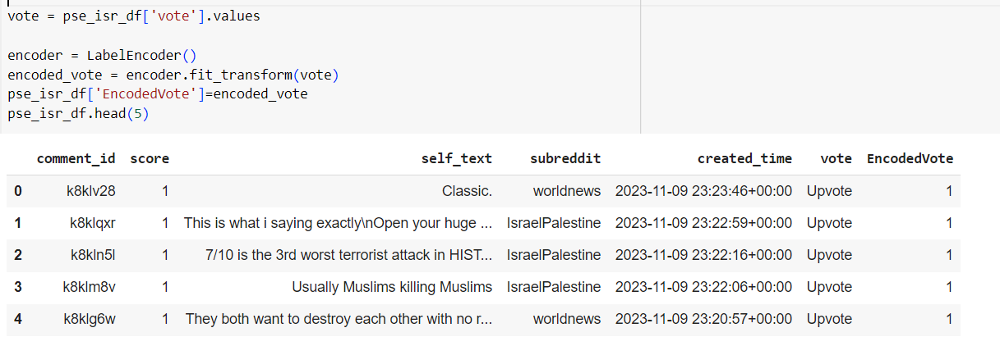 vote = pse_isr_df['vote'].values
encoder = LabelEncoder()
encoded_vote = encoder.fit_transform(vote)
pse_isr_df['EncodedVote']=encoded_vote
pse_isr_df.head(5)
comment_id score self_text subreddit created_time vote EncodedVote
0 k8klv28 1 Classic. worldnews 2023-11-09 23:23:46+00:00 Upvote 1
1 k8klqxr 1 This is what i saying exactly\nOpen your huge ... IsraelPalestine 2023-11-09 23:22:59+00:00 Upvote 1
2 k8kln5l 1 7/10 is the 3rd worst terrorist attack in HIST... IsraelPalestine 2023-11-09 23:22:16+00:00 Upvote 1
3 k8klm8v 1 Usually Muslims killing Muslims IsraelPalestine 2023-11-09 23:22:06+00:00 Upvote 1
4 k8klg6w 1 They both want to destroy each other with no r... worldnews 2023-11-09 23:20:57+00:00 Upvote 1